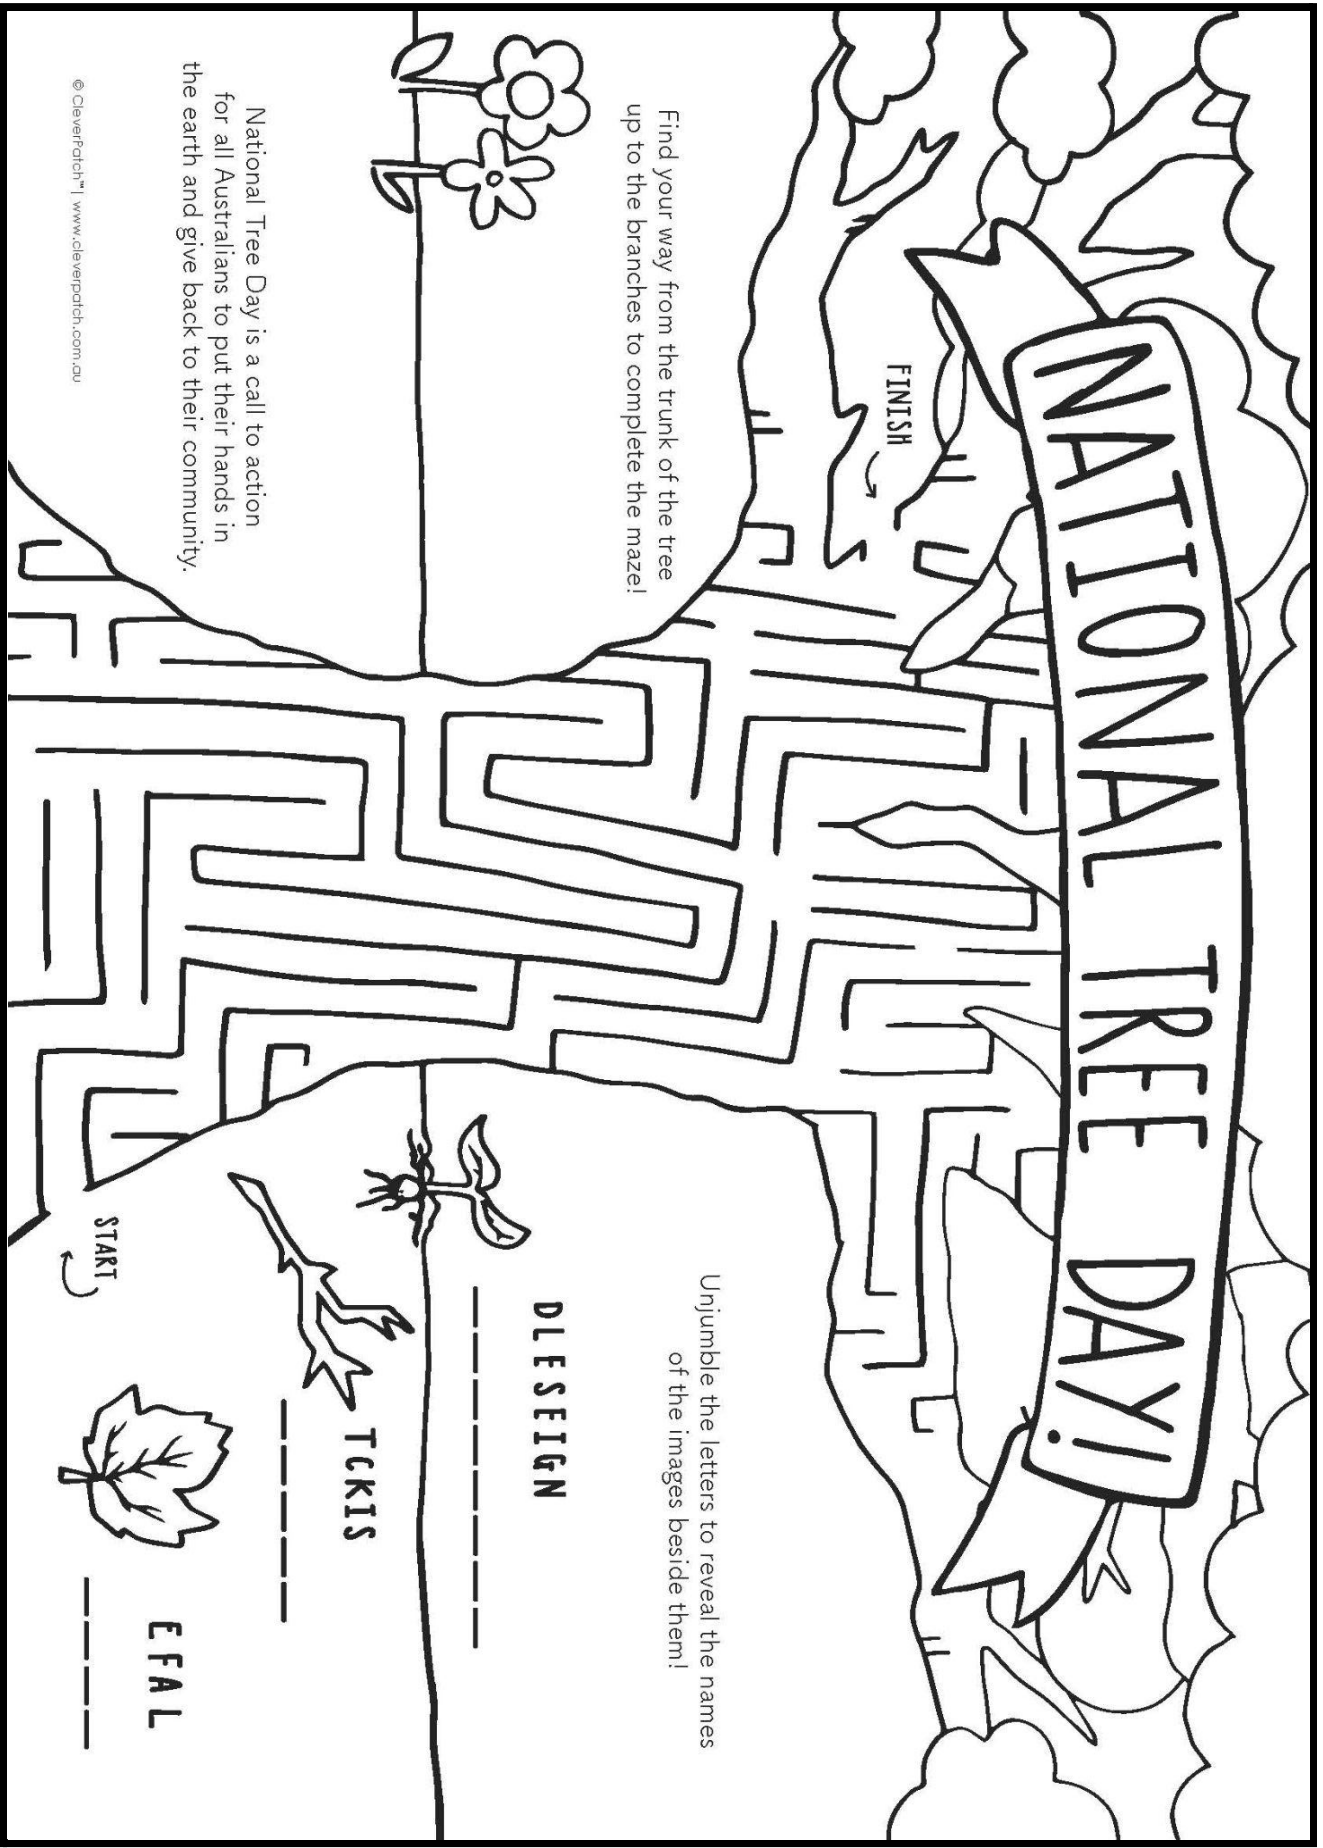 NATIONAL TREE DAY!
FINISH
Find your way from the trunk of the tree
up to the branches to complete the maze!
National Tree Day is a call to action
for all Australians to put their hands in
the earth and give back to their community.
© CleverPatch™ | www.cleverpatch.com.au
START
Unjumble the letters to reveal the names
of the images beside them!
DLESEIGN
TCKIS
EFAL